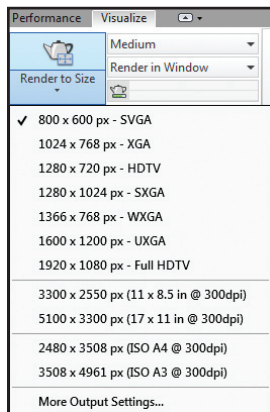 Performance Visualize
Medium
Render in Window
Render to Size
800 x 600 px - SVGA
1024 x 768 px - XGA
1280 x 720 px - HDTV
1280 x 1024 px - SXGA
1366 x 768 px - WXGA
1600 x 1200 px - UXGA
1920 x 1080 px - Full HDTV
3300 x 2550 px (11 x 8.5 in @ 300dpi)
5100 x 3300 px (17 x 11 in @ 300dpi)
2480 x 3508 px (ISO A4 @ 300dpi)
3508 x 4961 px (ISO A3 @ 300dpi)
More Output Settings...